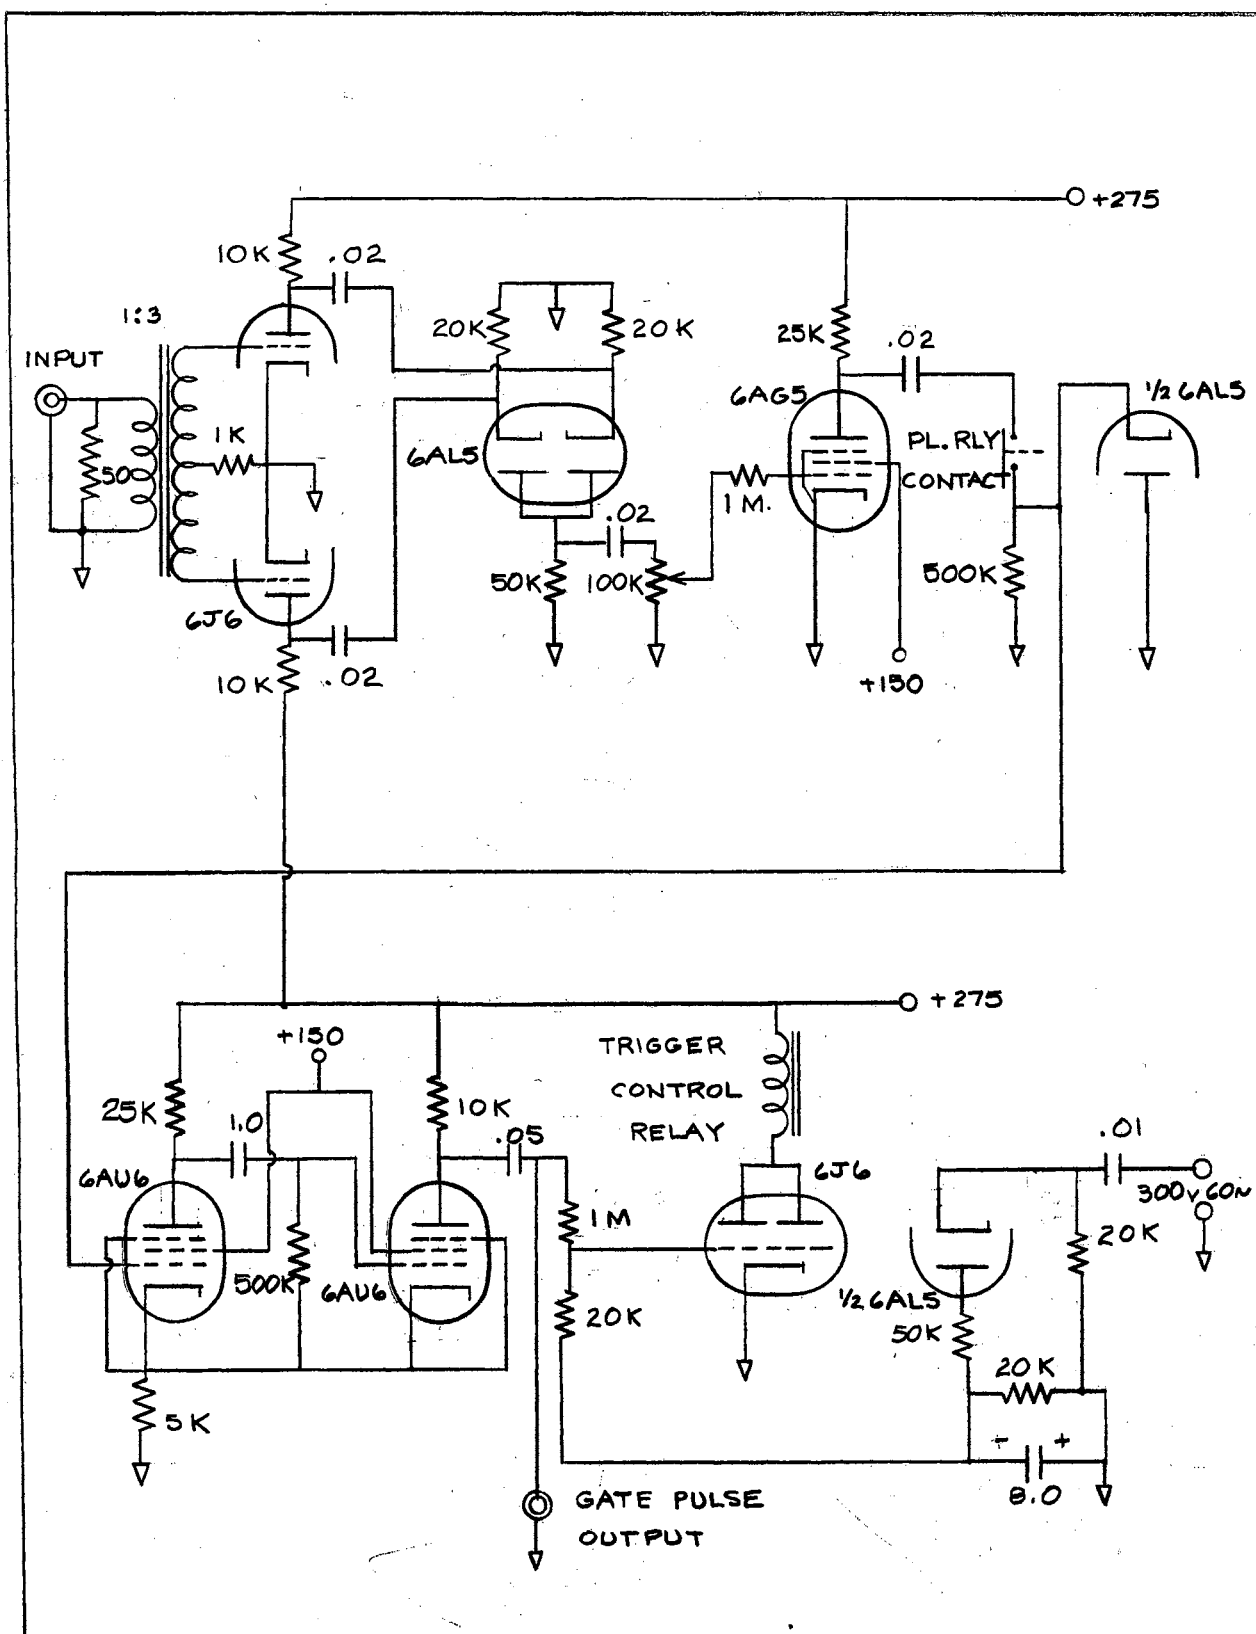 +275
10K
.02
1:3
20K
20K
25K
.02
INPUT
6AG5
1/2 6AL5
1K
50
6AL5
PL. RLY
CONTACT
1M.
.02
50K
100K
500K
6J6
10K
.02
+150
+275
+150
TRIGGER
CONTROL
RELAY
25K
1.0
10K
.05
.01
6AU6
6J6
300V 60~
1M
20K
500K
6AU6
20K
1/2 6AL5
50K
20K
5K
- +
8.0
GATE PULSE
OUTPUT